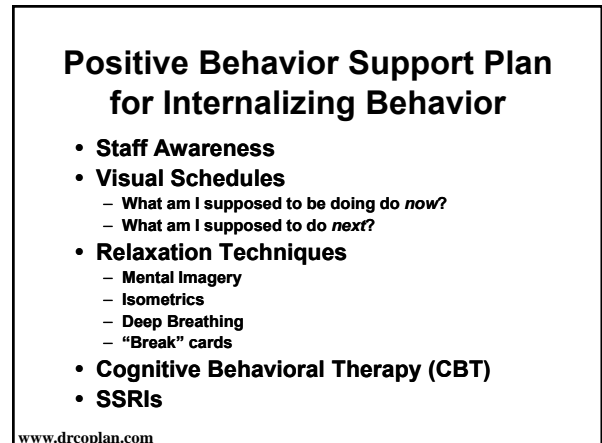 Positive Behavior Support Plan
for Internalizing Behavior
• Staff Awareness
• Visual Schedules
– What am I supposed to be doing do now?
– What am I supposed to do next?
• Relaxation Techniques
– Mental Imagery
– Isometrics
– Deep Breathing
– “Break” cards
• Cognitive Behavioral Therapy (CBT)
• SSRIs
www.drcoplan.com